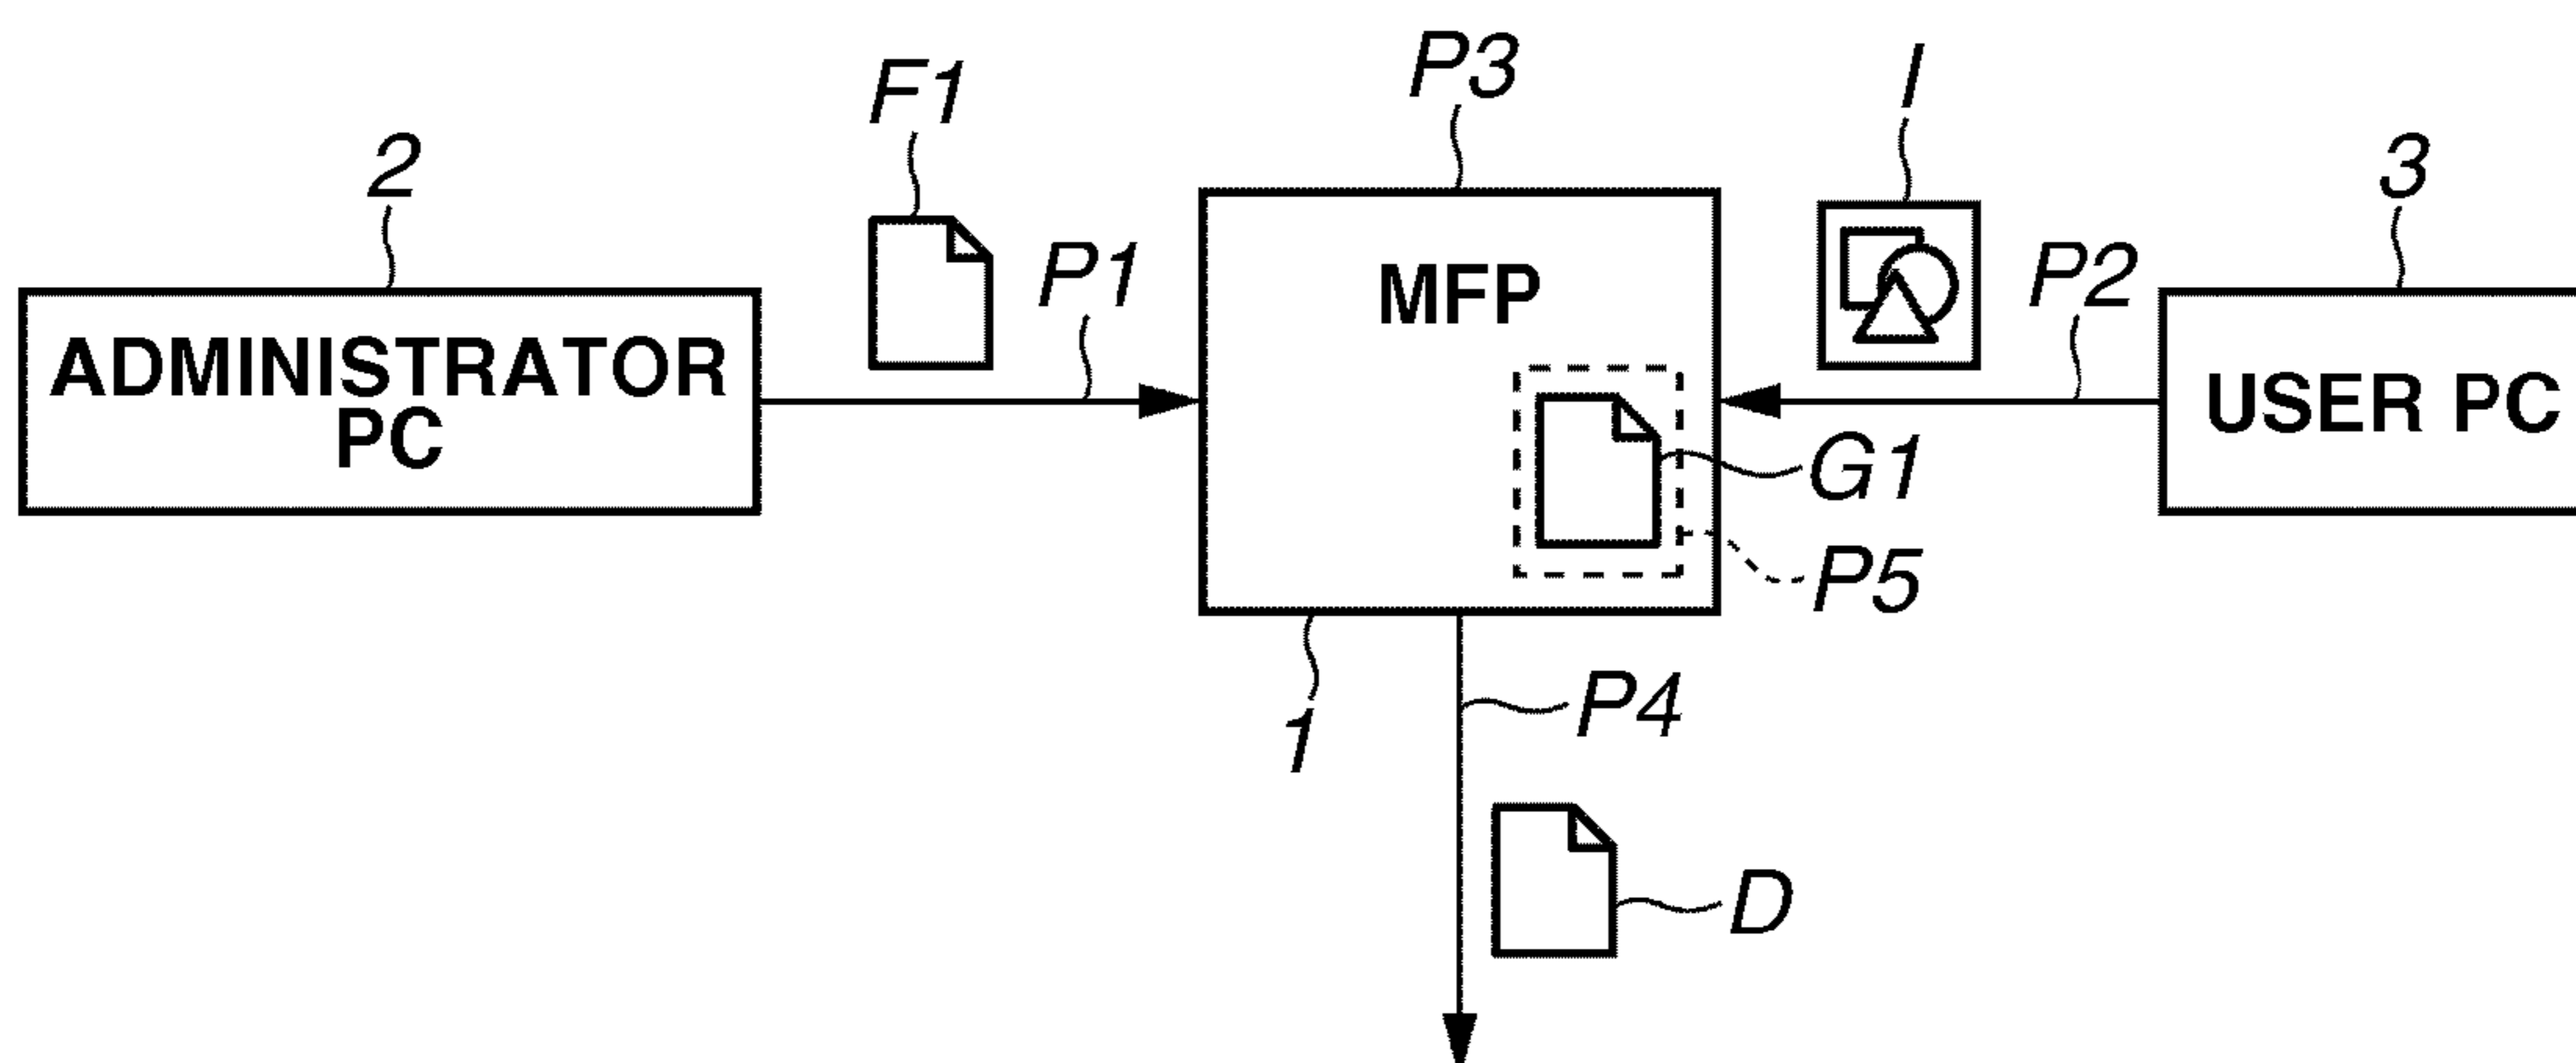 P3
I
F1
2
3
P1
P2
MFP
ADMINISTRATOR
PC
USER PC
G1
P5
P4
1
D